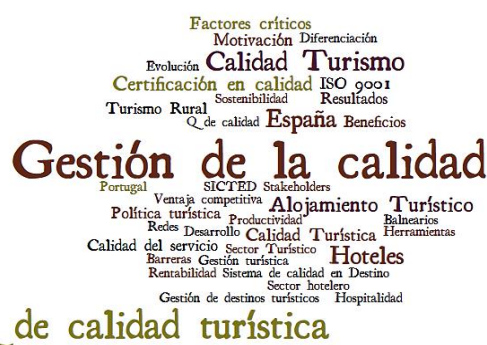 Factores críticos
Motivación Diferenciación
Evolución Calidad Turismo
Certificación en calidad ISO 9001
Sostenibilidad Resultados
Turismo Rural
Q de calidad España Beneficios
Gestión de la calidad
Portugal SICTED Stakeholders
Ventaja competitiva Alojamiento Turístico
Política turística Productividad Balnearios
Redes Desarrollo Calidad Turística Herramientas
Calidad del servicio Sector Turístico Hoteles
Barreras Gestión turística
Rentabilidad Sistema de calidad en Destino
Sector hotelero
Gestión de destinos turísticos Hospitalidad
de calidad turística